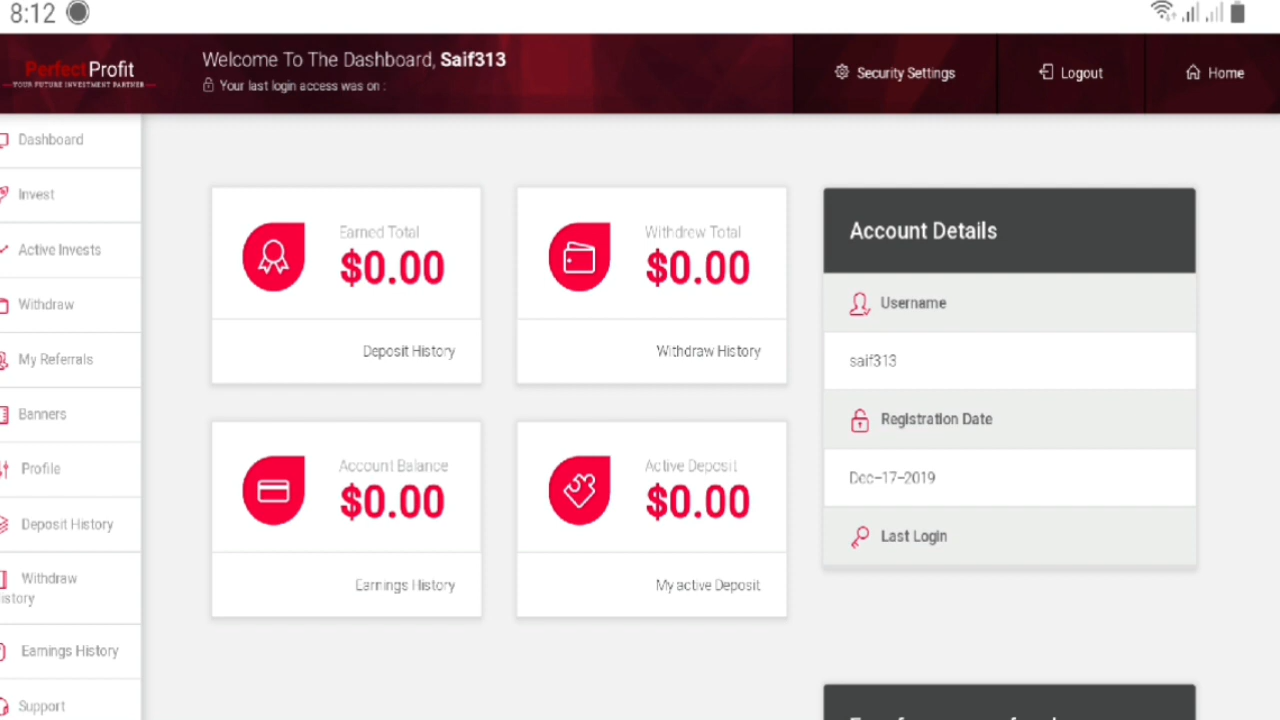 8:12
PerfectProfit
YOUR FUTURE INVESTMENT PARTNER
Welcome To The Dashboard, Saif313
Your last login access was on :
Security Settings
Logout
Home
Dashboard
Invest
Active Invests
Withdraw
My Referrals
Banners
Profile
Deposit History
Withdraw
istory
Earnings History
Support
Earned Total
$0.00
Deposit History
Withdrew Total
$0.00
Withdraw History
Account Balance
$0.00
Earnings History
Active Deposit
$0.00
My active Deposit
Account Details
Username
saif313
Registration Date
Dec-17-2019
Last Login